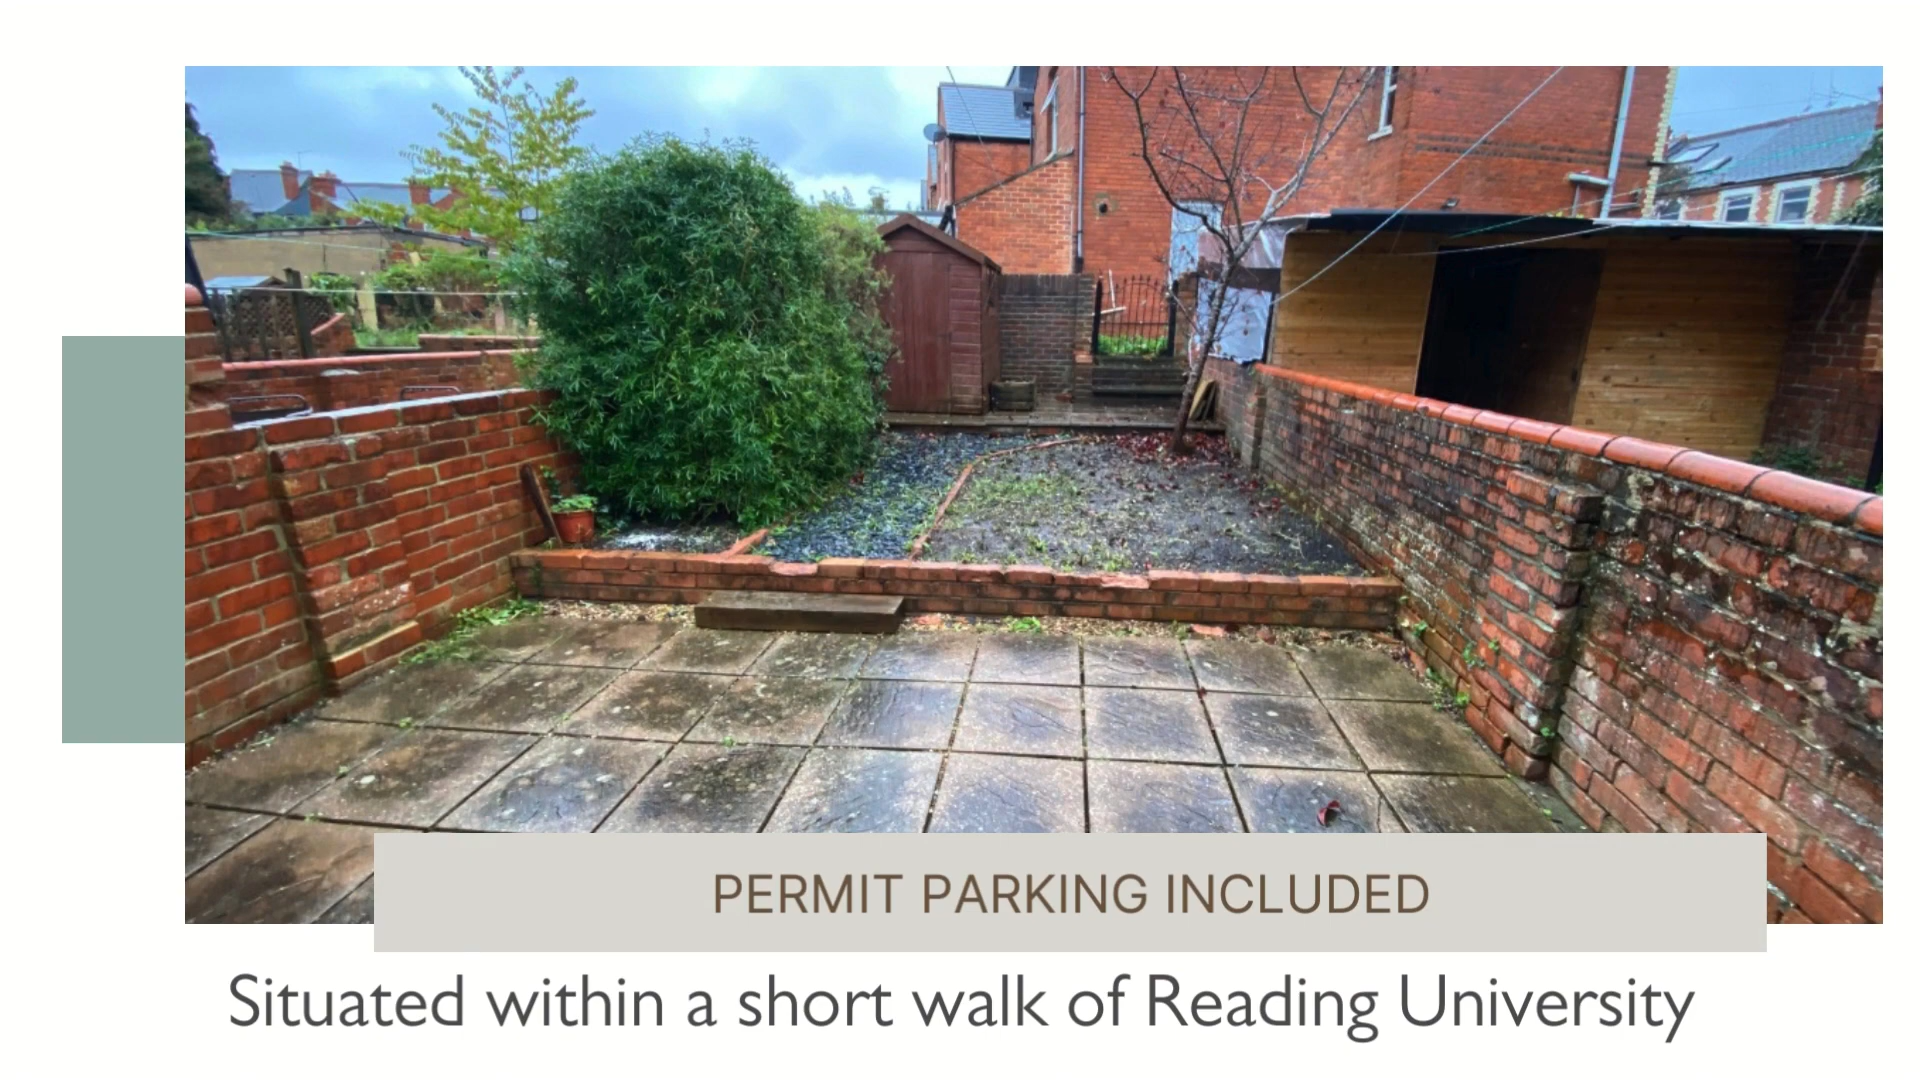 PERMIT PARKING INCLUDED
Situated within a short walk of Reading University